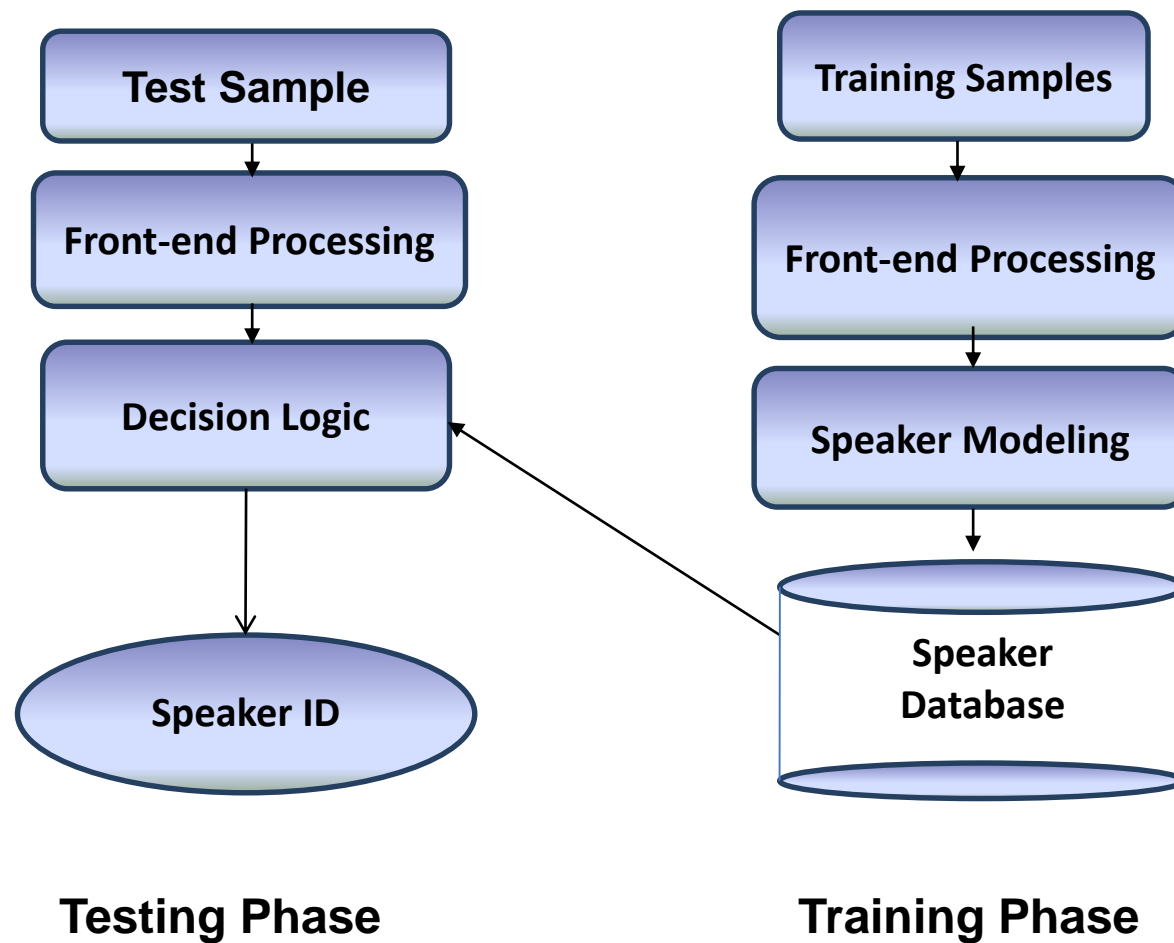 Test Sample
Front-end Processing
Decision Logic
Speaker ID
Testing Phase
Training Samples
Front-end Processing
Speaker Modeling
Speaker
Database
Training Phase